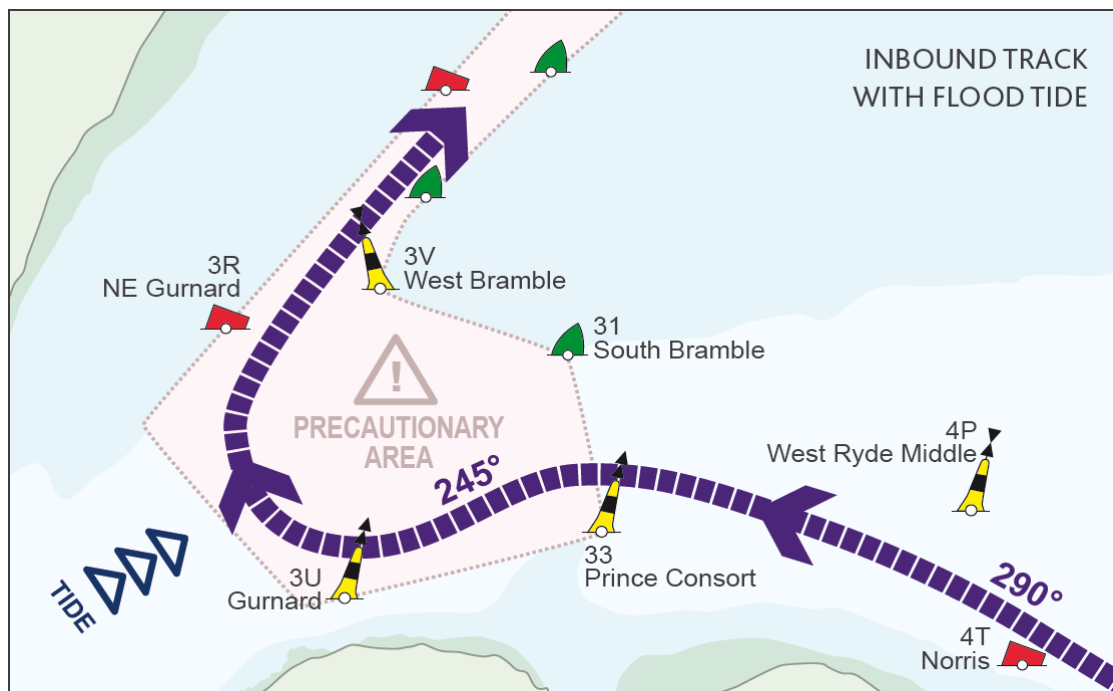 INBOUND TRACK
WITH FLOOD TIDE
3R
NE Gurnard
3V
West Bramble
31
South Bramble
!
PRECAUTIONARY
AREA
4P
West Ryde Middle
245°
33
Prince Consort
3U
Gurnard
TIDE
290°
4T
Norris